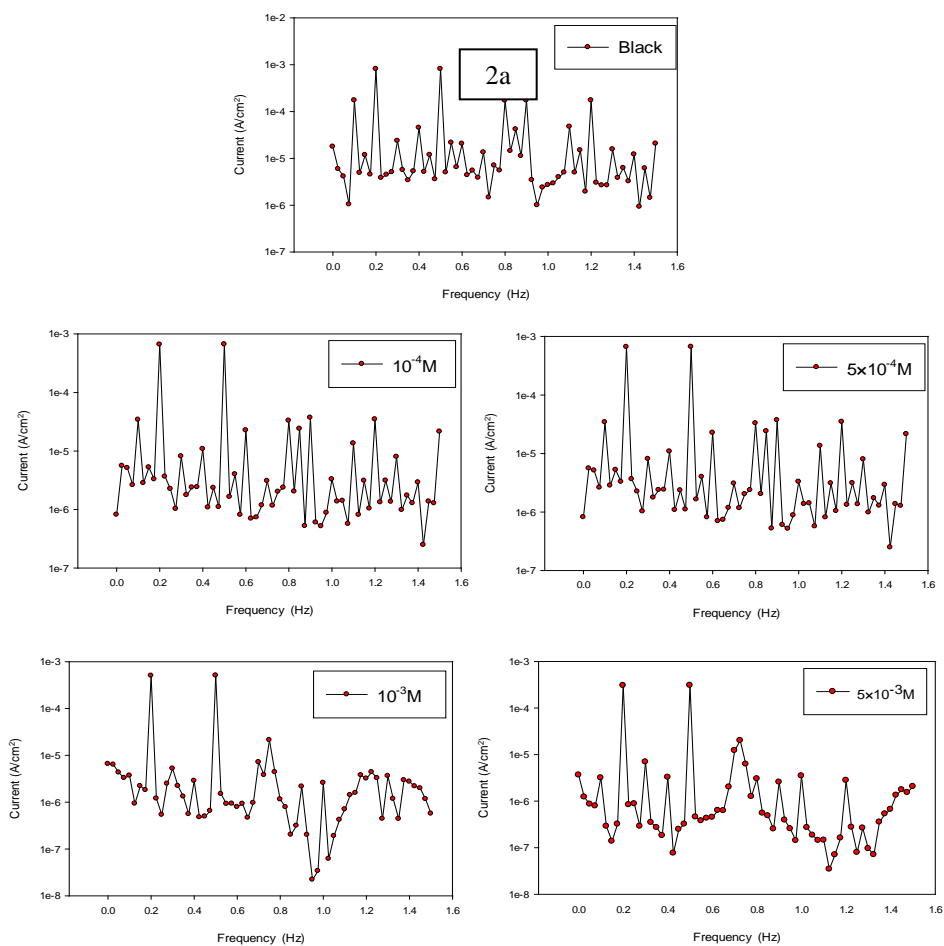 1e-2
Black
1e-3
2a
1e-4
Current (A/cm²)
1e-5
1e-6
1e-7
0.0 0.2 0.4 0.6 0.8 1.0 1.2 1.4 1.6
Frequency (Hz)
1e-3
10⁻⁴M
1e-4
Current (A/cm²)
1e-5
1e-6
1e-7
0.0 0.2 0.4 0.6 0.8 1.0 1.2 1.4 1.6
Frequency (Hz)
1e-3
5×10⁻⁴M
1e-4
Current (A/cm²)
1e-5
1e-6
1e-7
0.0 0.2 0.4 0.6 0.8 1.0 1.2 1.4 1.6
Frequency (Hz)
1e-3
10⁻³M
1e-4
1e-5
Current (A/cm²)
1e-6
1e-7
1e-8
0.0 0.2 0.4 0.6 0.8 1.0 1.2 1.4 1.6
Frequency (Hz)
1e-3
5×10⁻³M
1e-4
1e-5
Current (A/cm²)
1e-6
1e-7
1e-8
0.0 0.2 0.4 0.6 0.8 1.0 1.2 1.4 1.6
Frequency (Hz)